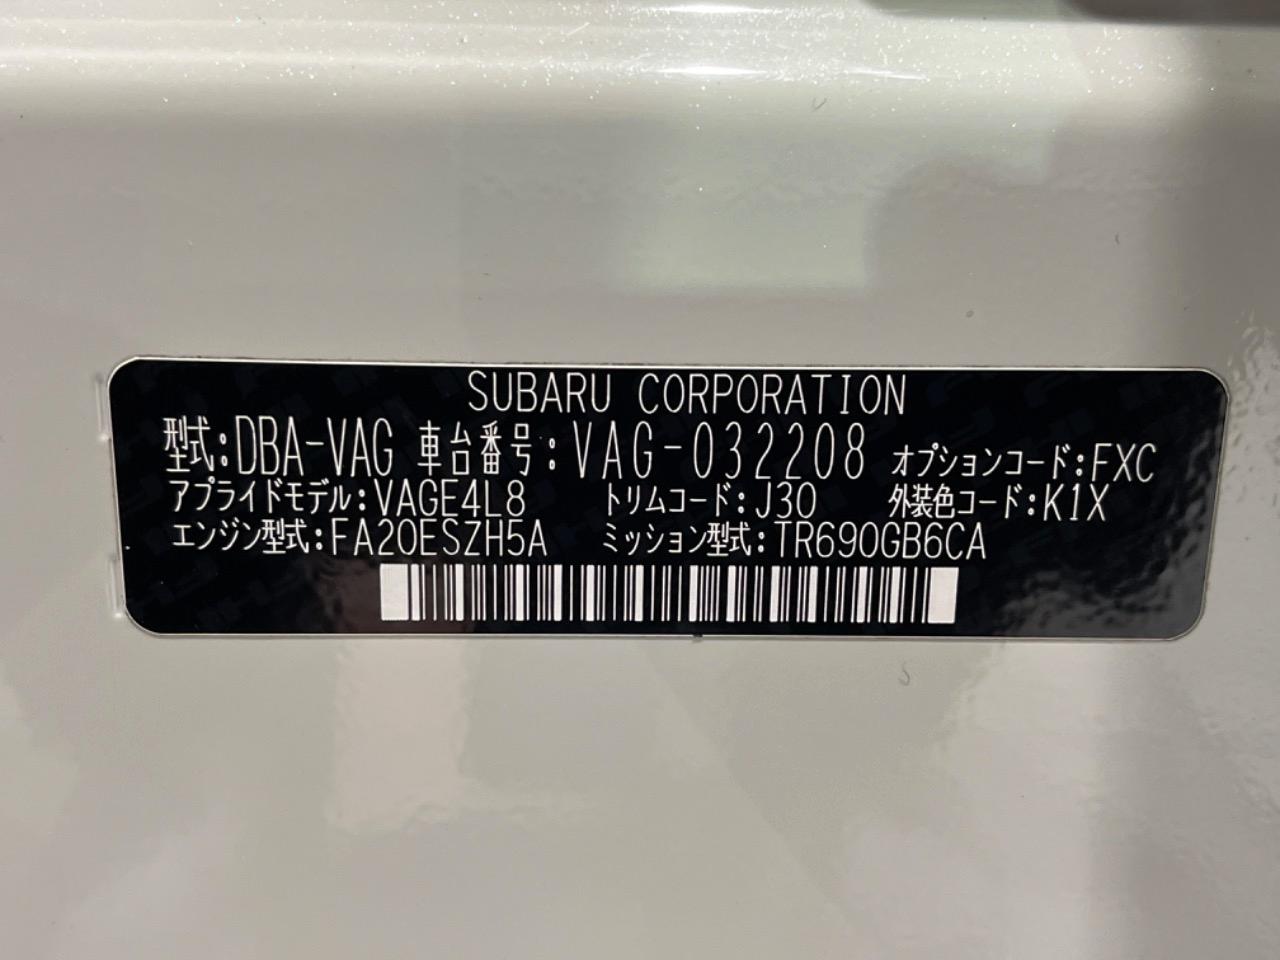 SUBARU CORPORATION
型式:DBA-VAG 車台番号:VAG-032208 オプションコード:FXC
アプライドモデル:VAGE4L8 トリムコード:J30 外装色コード:K1X
エンジン型式:FA20ESZH5A ミッション型式:TR690GB6CA